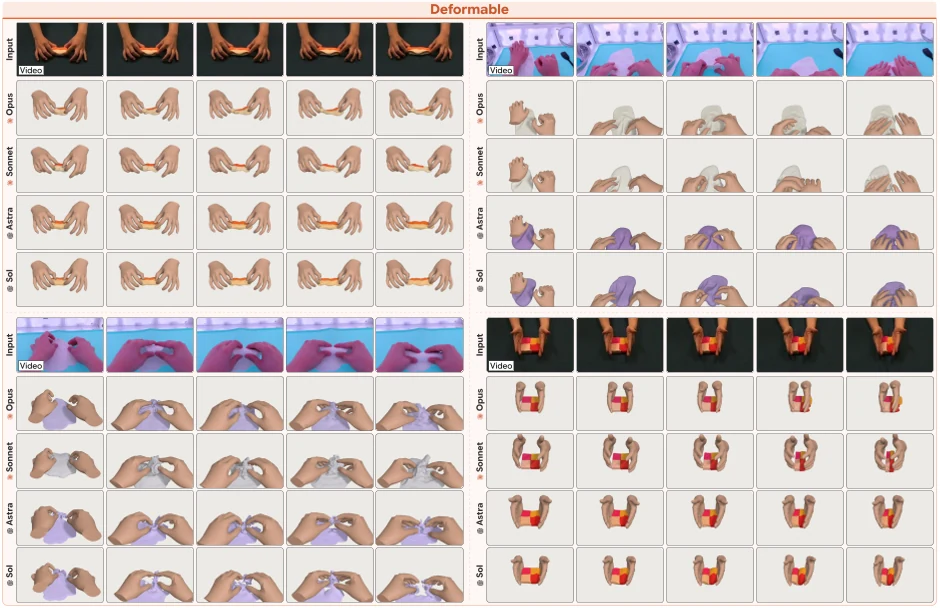 Deformable
Input
Video
Opus
Sonnet
Astra
Sol
Input
Video
Opus
Sonnet
Astra
Sol
Input
Video
Opus
Sonnet
Astra
Sol
Input
Video
Opus
Sonnet
Astra
Sol